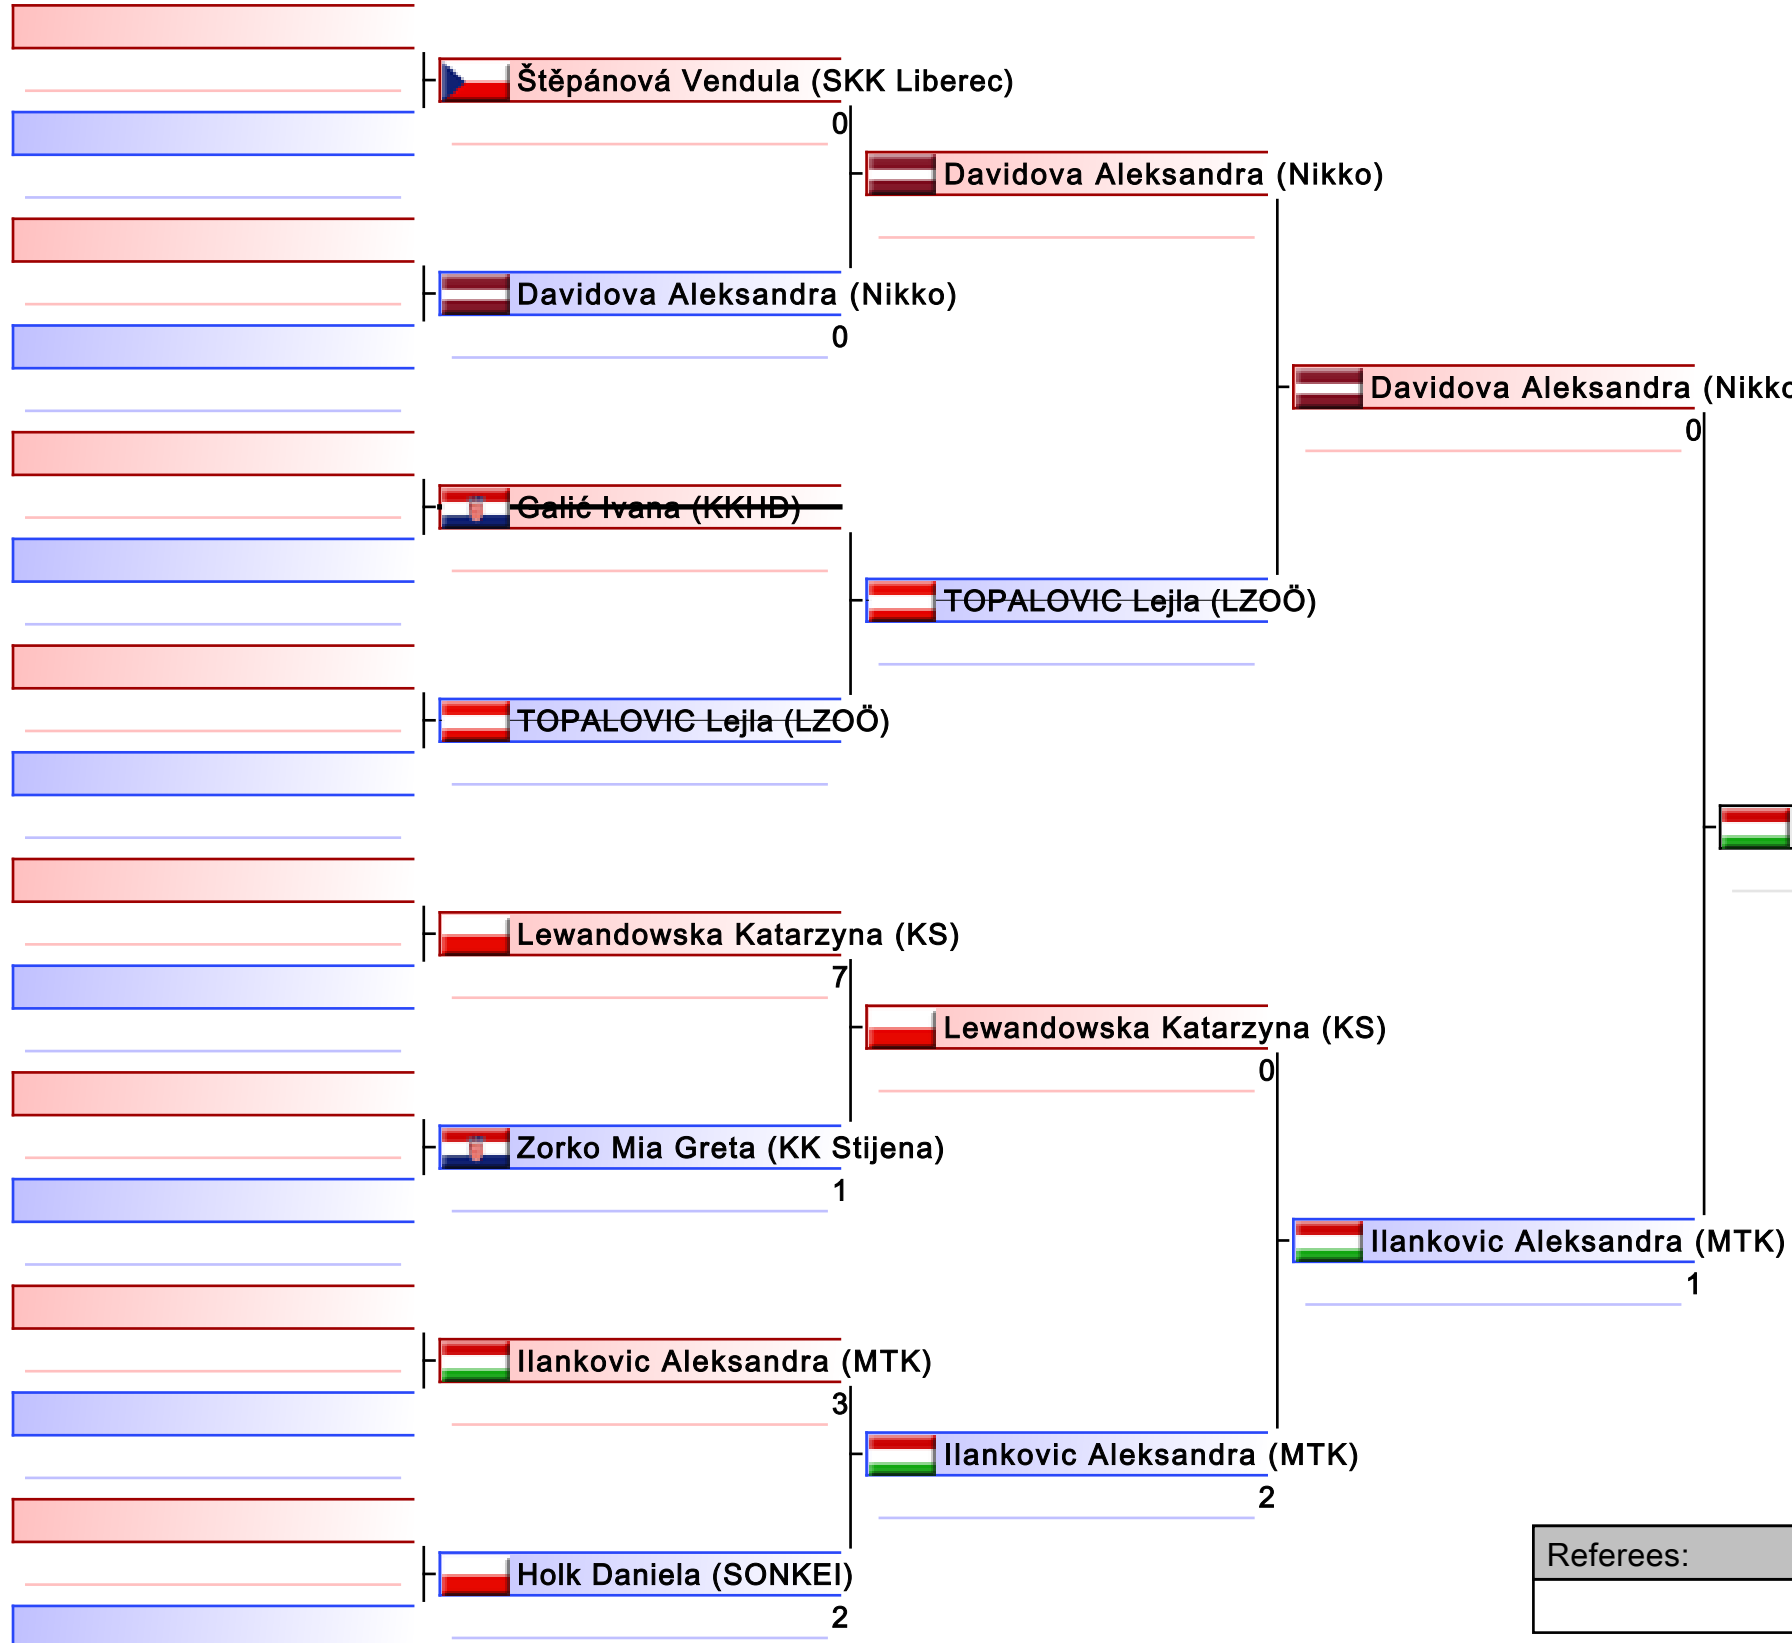 Štěpánová Vendula (SKK Liberec)
0
Davidova Aleksandra (Nikko)
Davidova Aleksandra (Nikko)
0
Davidova Aleksandra (Nikko
0
Galić Ivana (KKHD)
TOPALOVIC Lejla (LZOÖ)
TOPALOVIC Lejla (LZOÖ)
Lewandowska Katarzyna (KS)
7
Lewandowska Katarzyna (KS)
0
Zorko Mia Greta (KK Stijena)
1
Ilankovic Aleksandra (MTK)
1
Ilankovic Aleksandra (MTK)
3
Ilankovic Aleksandra (MTK)
2
Holk Daniela (SONKEI)
2
Referees: